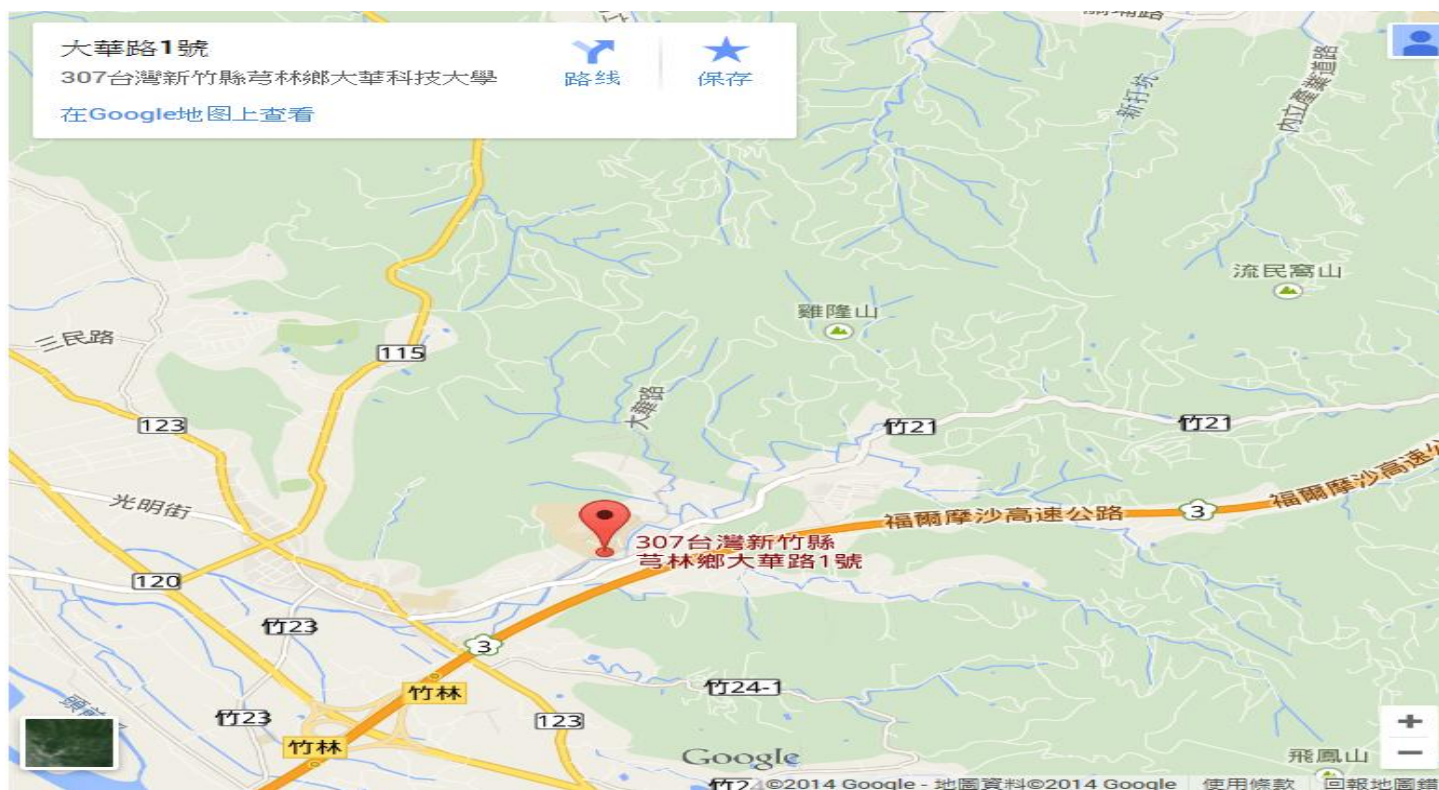 大華路1號
307台灣新竹縣芎林鄉大華科技大學
在Google地图上查看
路线
保存
新打坑
內立產業道路
流民窩山
雞隆山
三民路
115
大華路
123
竹21
竹21
光明街
福爾摩沙高速公路
3
福爾摩沙高速公
307台灣新竹縣
芎林鄉大華路1號
120
竹23
3
竹林
竹24-1
竹23
123
竹林
Google
飛鳳山
+
−
©2014 Google - 地圖資料©2014 Google
使用條款
回報地圖錯